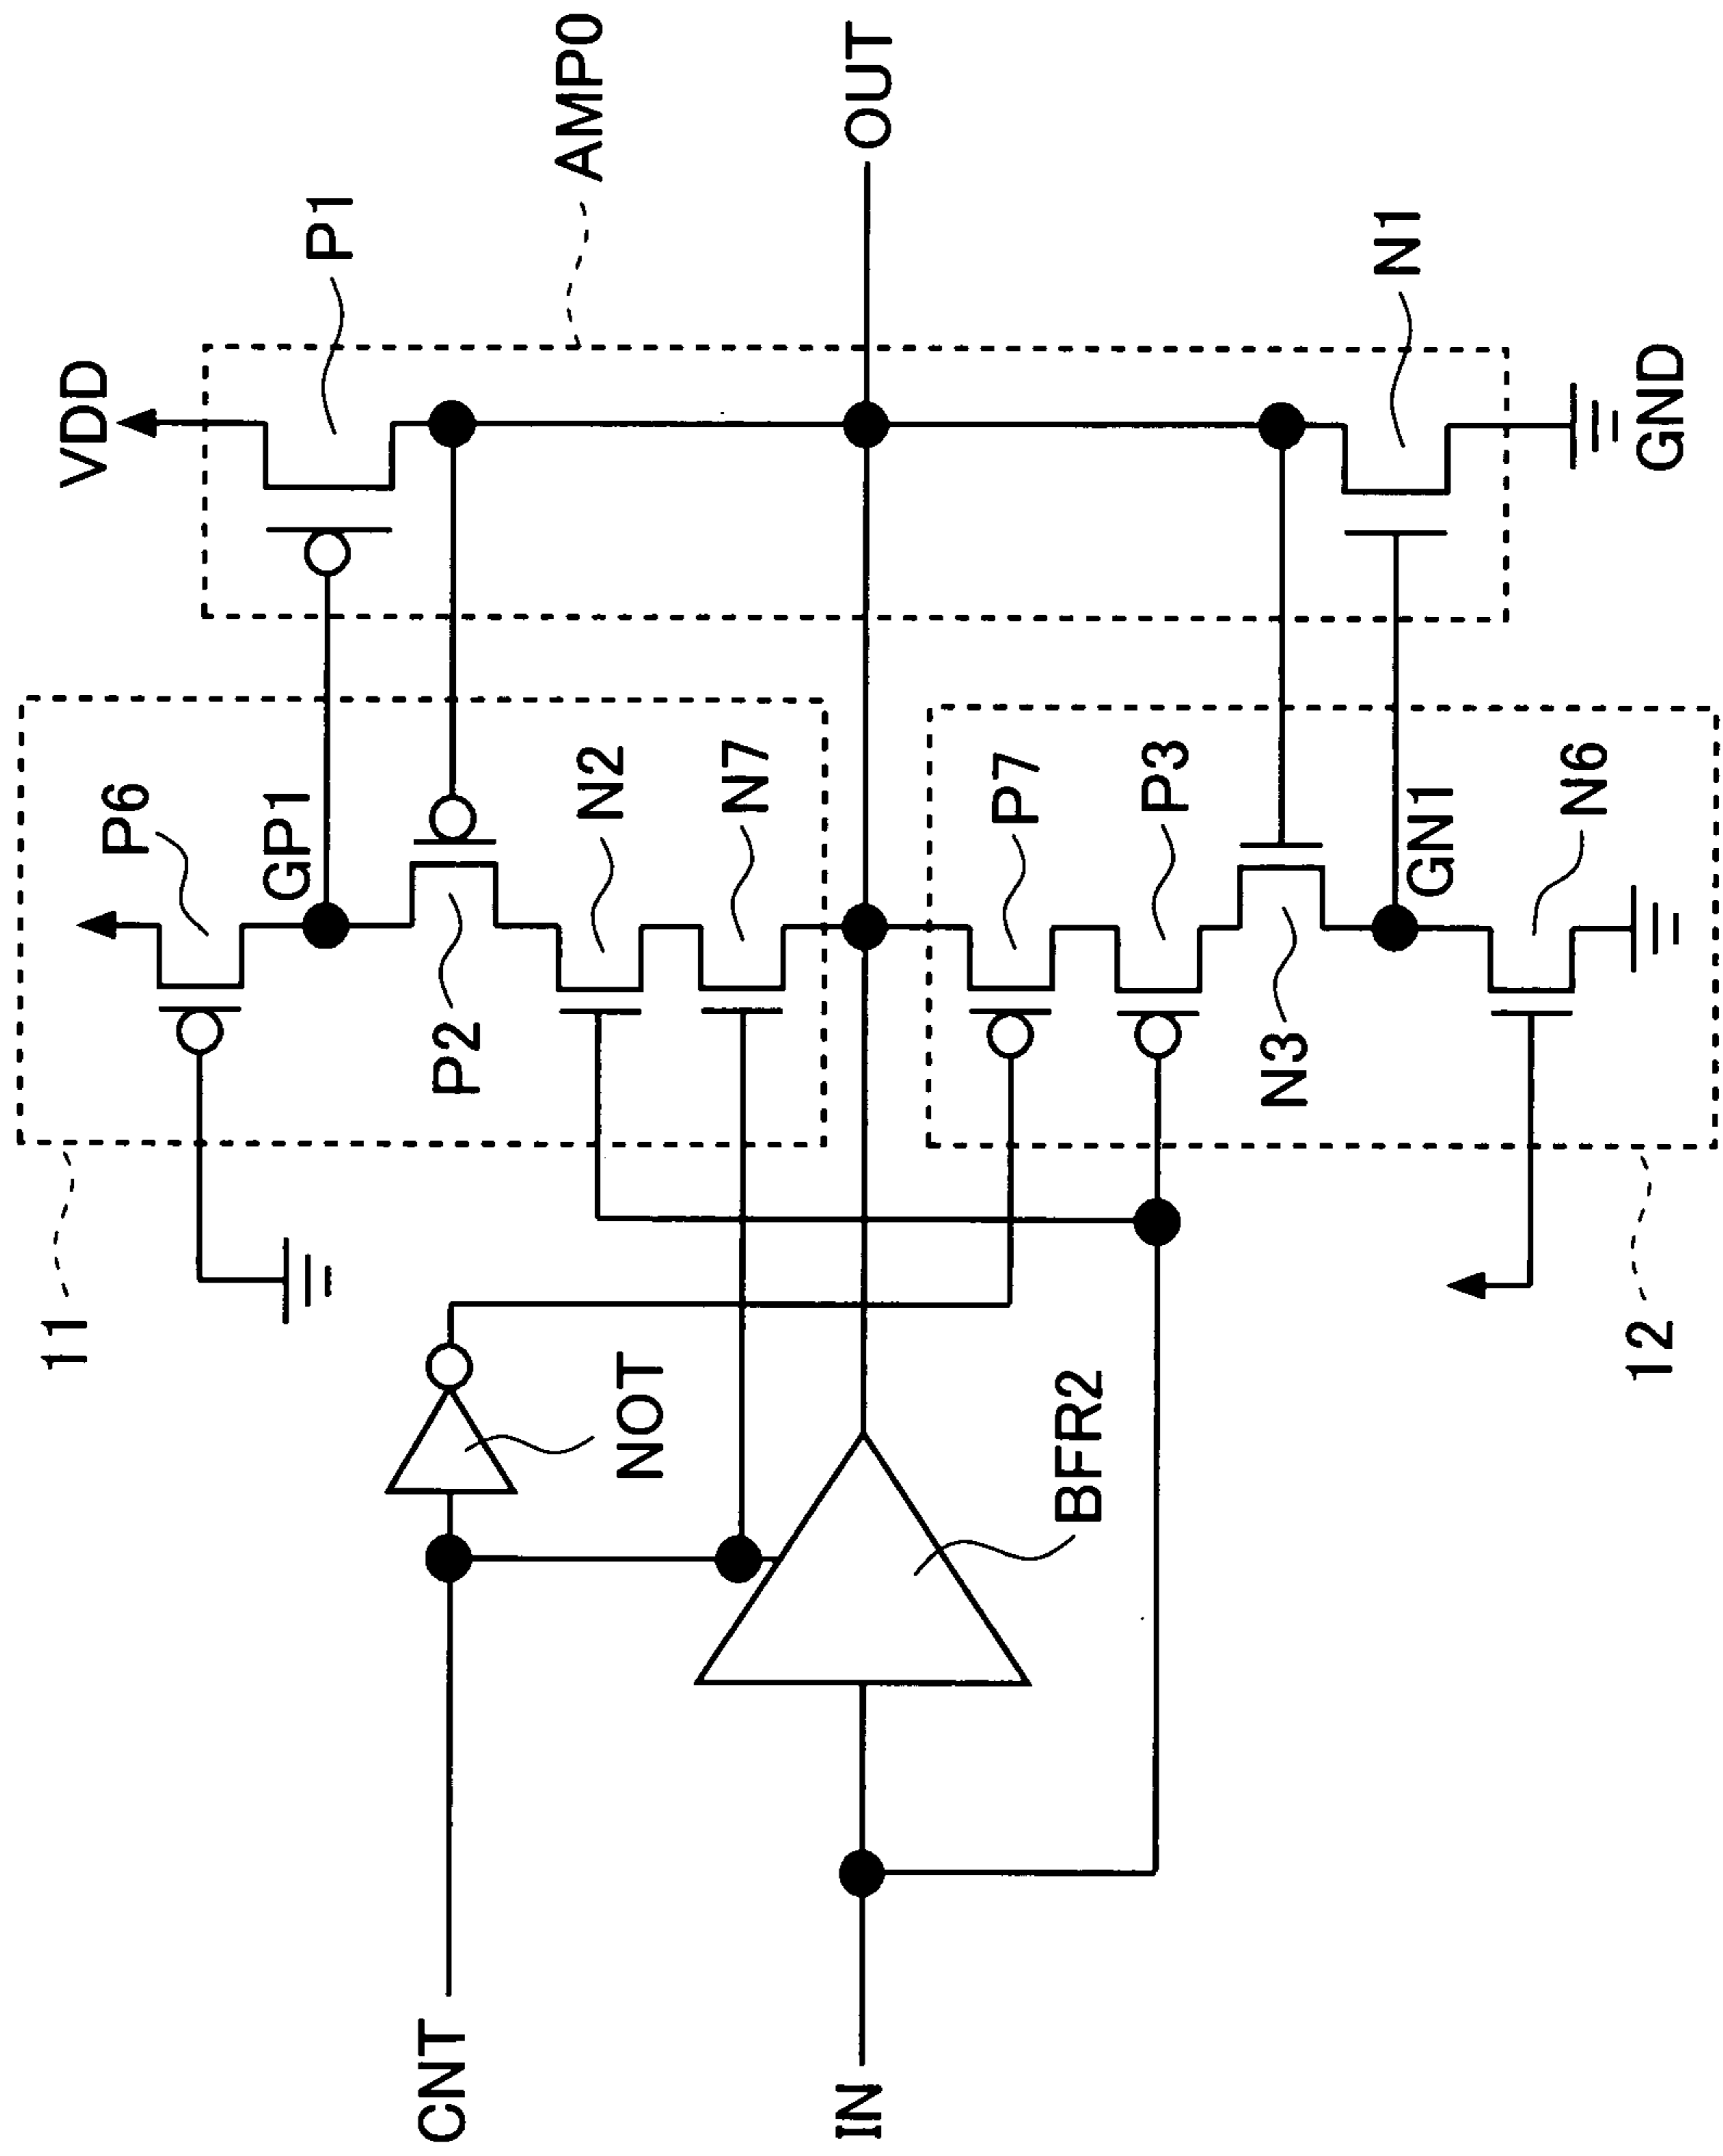 VDD
P1
AMP0
OUT
N1
GND
P6
GP1
N2
N7
P7
P3
GN1
N6
P2
N3
11
12
NOT
BFR2
CNT
IN